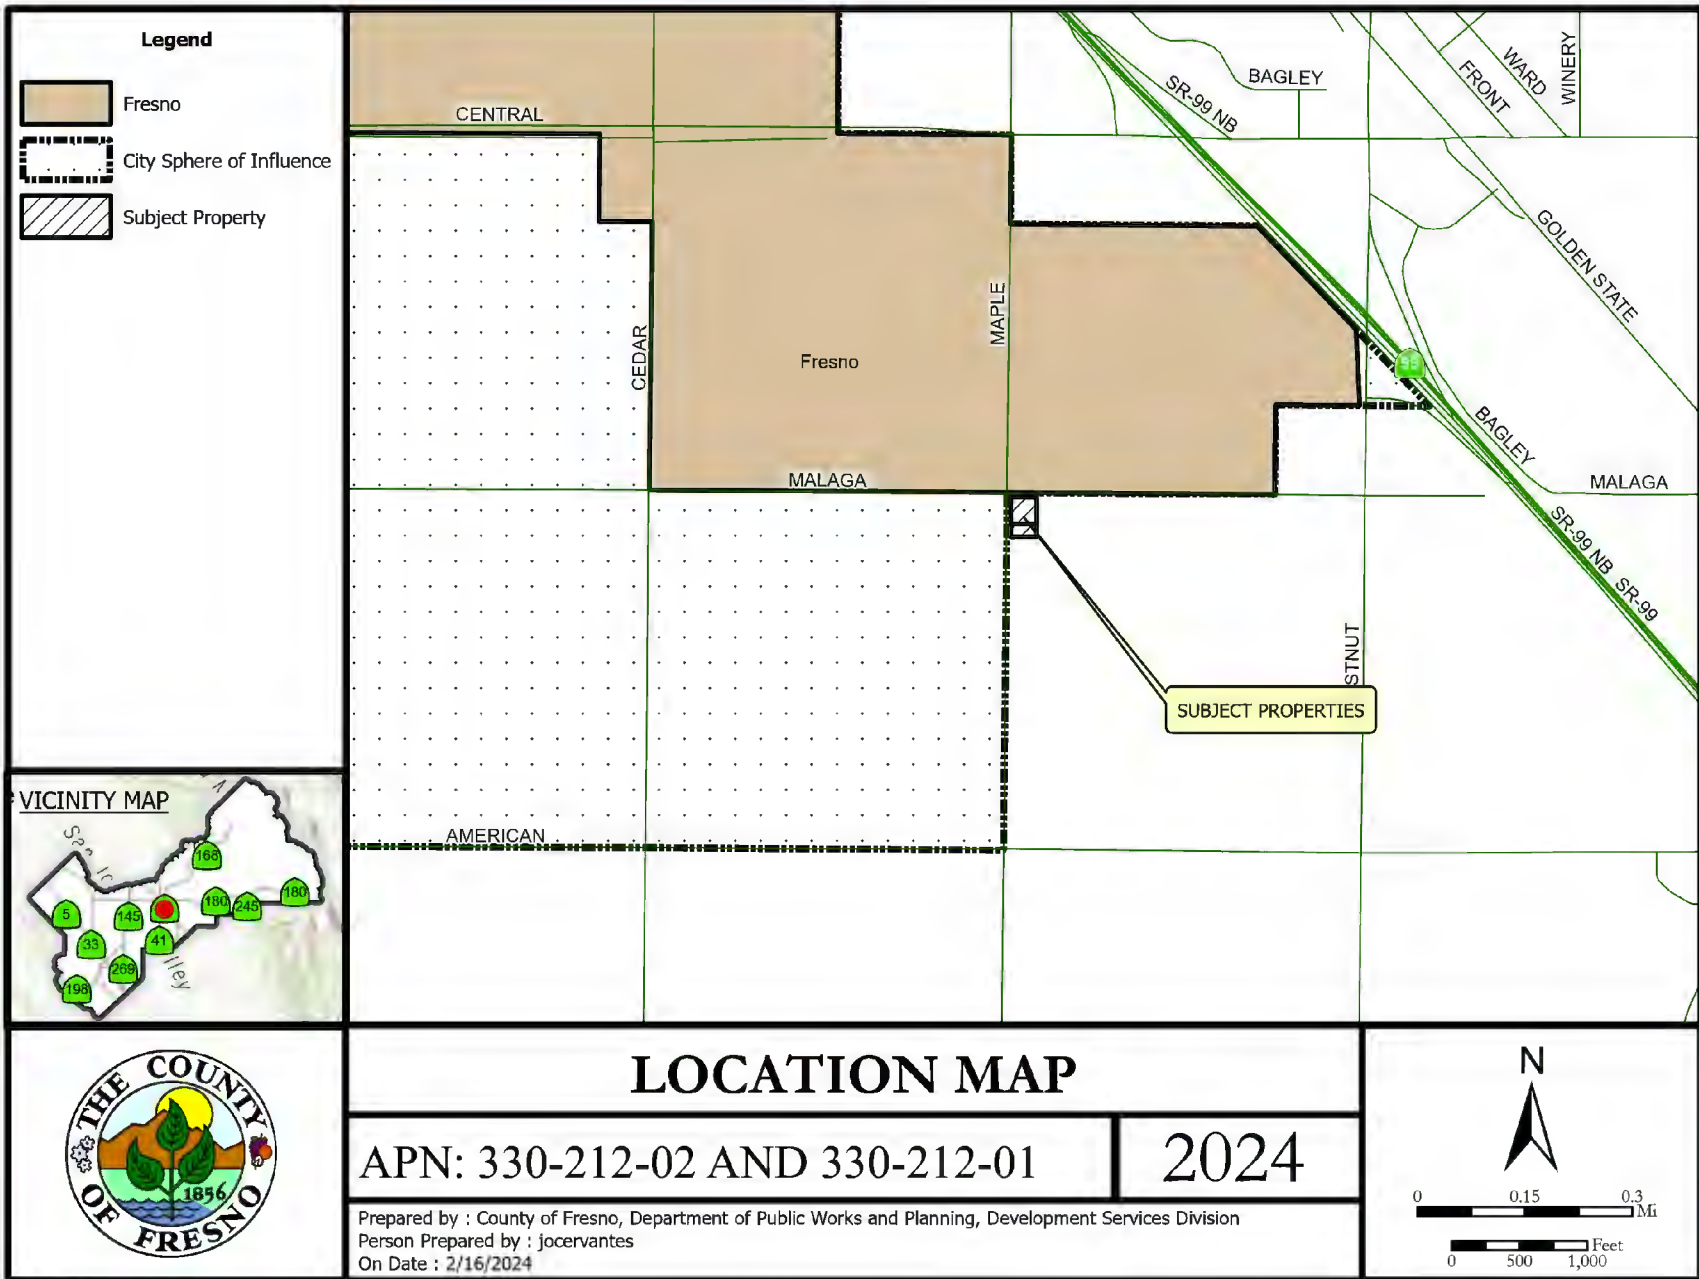 Legend
Fresno
City Sphere of Influence
Subject Property
CENTRAL
BAGLEY
SR-99 NB
FRONT
WARD
WINERY
GOLDEN STATE
CEDAR
Fresno
MAPLE
99
BAGLEY
MALAGA
MALAGA
SR-99 NB
SR-99
STNUT
SUBJECT PROPERTIES
AMERICAN
VICINITY MAP
168
180
245
180
5
145
33
41
269
198
lley
THE COUNTY
OF FRESNO
1856
LOCATION MAP
APN: 330-212-02 AND 330-212-01
2024
Prepared by : County of Fresno, Department of Public Works and Planning, Development Services Division
Person Prepared by : jocervantes
On Date : 2/16/2024
N
0 0.15 0.3
Mi
Feet
0 500 1,000